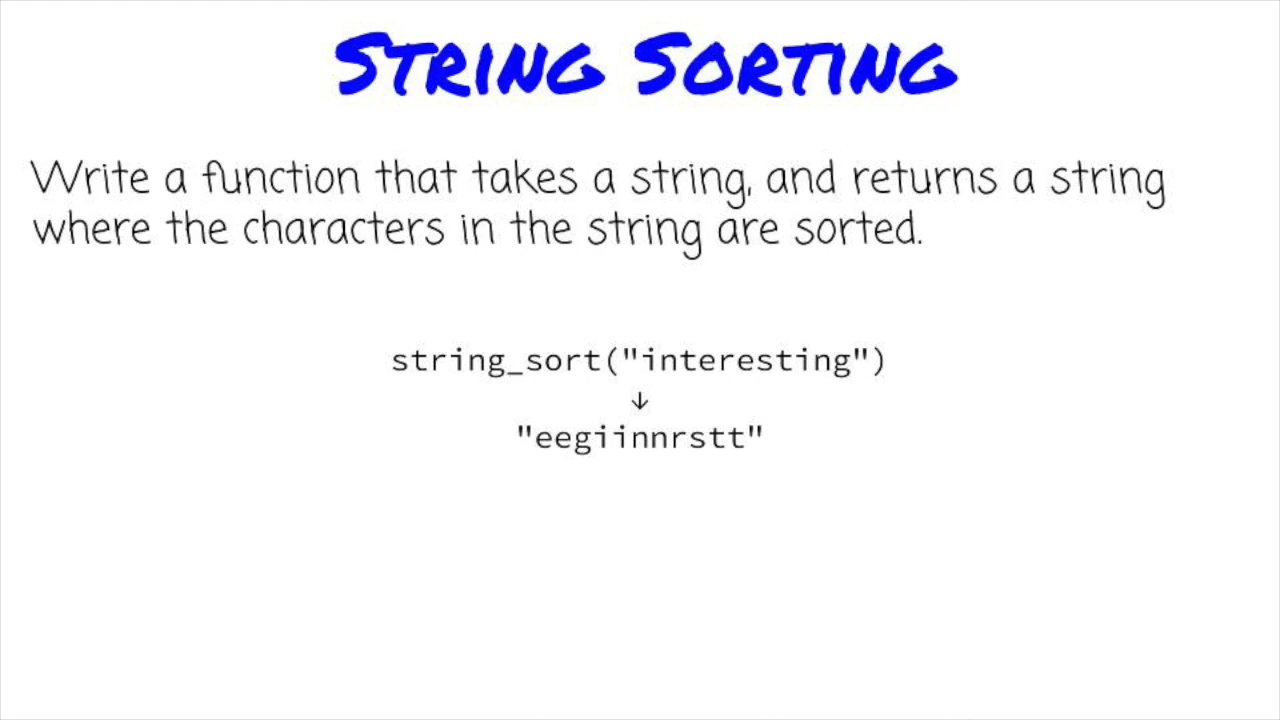 STRING SORTING
Write a function that takes a string, and returns a string
where the characters in the string are sorted.
string_sort("interesting")
↓
"eegiinnrstt"